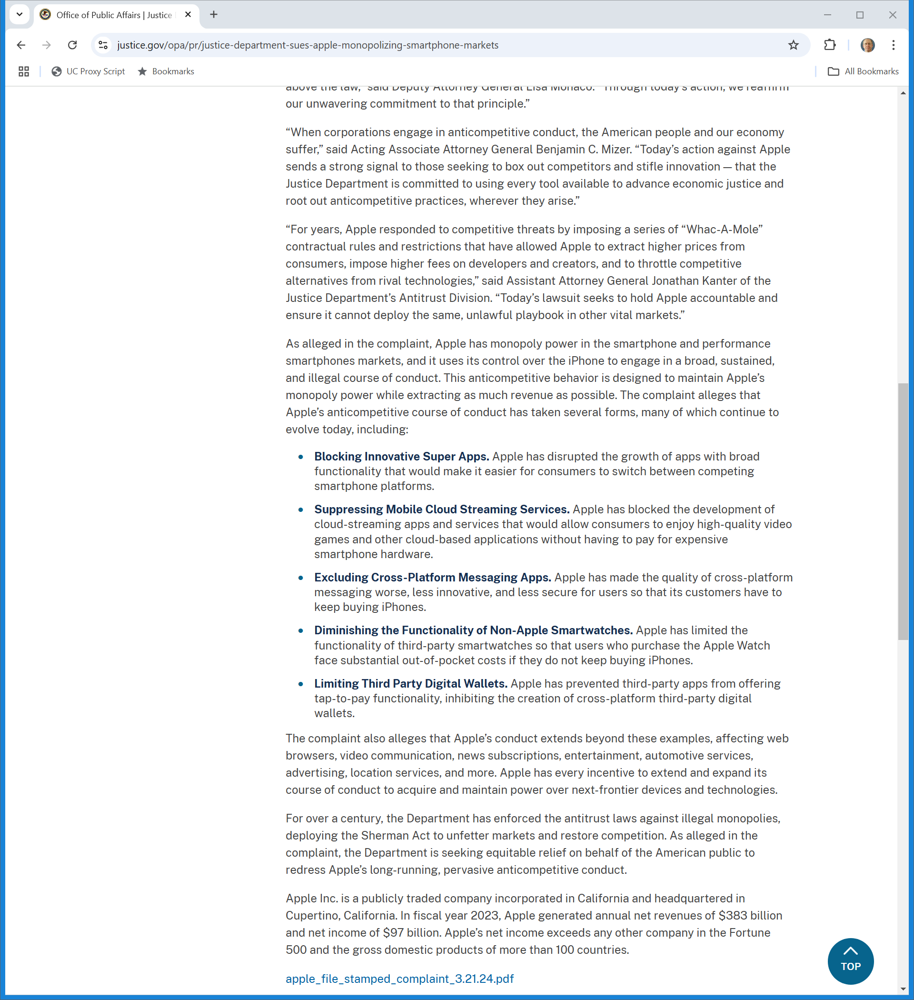 Office of Public Affairs | Justice
justice.gov/opa/pr/justice-department-sues-apple-monopolizing-smartphone-markets
UC Proxy Script
Bookmarks
All Bookmarks
above the law,” said Deputy Attorney General Lisa Monaco. “Through today’s action, we reaffirm
our unwavering commitment to that principle.”
“When corporations engage in anticompetitive conduct, the American people and our economy
suffer,” said Acting Associate Attorney General Benjamin C. Mizer. “Today’s action against Apple
sends a strong signal to those seeking to box out competitors and stifle innovation — that the
Justice Department is committed to using every tool available to advance economic justice and
root out anticompetitive practices, wherever they arise.”
“For years, Apple responded to competitive threats by imposing a series of “Whac-A-Mole”
contractual rules and restrictions that have allowed Apple to extract higher prices from
consumers, impose higher fees on developers and creators, and to throttle competitive
alternatives from rival technologies,” said Assistant Attorney General Jonathan Kanter of the
Justice Department’s Antitrust Division. “Today’s lawsuit seeks to hold Apple accountable and
ensure it cannot deploy the same, unlawful playbook in other vital markets.”
As alleged in the complaint, Apple has monopoly power in the smartphone and performance
smartphones markets, and it uses its control over the iPhone to engage in a broad, sustained,
and illegal course of conduct. This anticompetitive behavior is designed to maintain Apple’s
monopoly power while extracting as much revenue as possible. The complaint alleges that
Apple’s anticompetitive course of conduct has taken several forms, many of which continue to
evolve today, including:
• Blocking Innovative Super Apps. Apple has disrupted the growth of apps with broad
functionality that would make it easier for consumers to switch between competing
smartphone platforms.
• Suppressing Mobile Cloud Streaming Services. Apple has blocked the development of
cloud-streaming apps and services that would allow consumers to enjoy high-quality video
games and other cloud-based applications without having to pay for expensive
smartphone hardware.
• Excluding Cross-Platform Messaging Apps. Apple has made the quality of cross-platform
messaging worse, less innovative, and less secure for users so that its customers have to
keep buying iPhones.
• Diminishing the Functionality of Non-Apple Smartwatches. Apple has limited the
functionality of third-party smartwatches so that users who purchase the Apple Watch
face substantial out-of-pocket costs if they do not keep buying iPhones.
• Limiting Third Party Digital Wallets. Apple has prevented third-party apps from offering
tap-to-pay functionality, inhibiting the creation of cross-platform third-party digital
wallets.
The complaint also alleges that Apple’s conduct extends beyond these examples, affecting web
browsers, video communication, news subscriptions, entertainment, automotive services,
advertising, location services, and more. Apple has every incentive to extend and expand its
course of conduct to acquire and maintain power over next-frontier devices and technologies.
For over a century, the Department has enforced the antitrust laws against illegal monopolies,
deploying the Sherman Act to unfetter markets and restore competition. As alleged in the
complaint, the Department is seeking equitable relief on behalf of the American public to
redress Apple’s long-running, pervasive anticompetitive conduct.
Apple Inc. is a publicly traded company incorporated in California and headquartered in
Cupertino, California. In fiscal year 2023, Apple generated annual net revenues of $383 billion
and net income of $97 billion. Apple’s net income exceeds any other company in the Fortune
500 and the gross domestic products of more than 100 countries.
TOP
apple_file_stamped_complaint_3.21.24.pdf